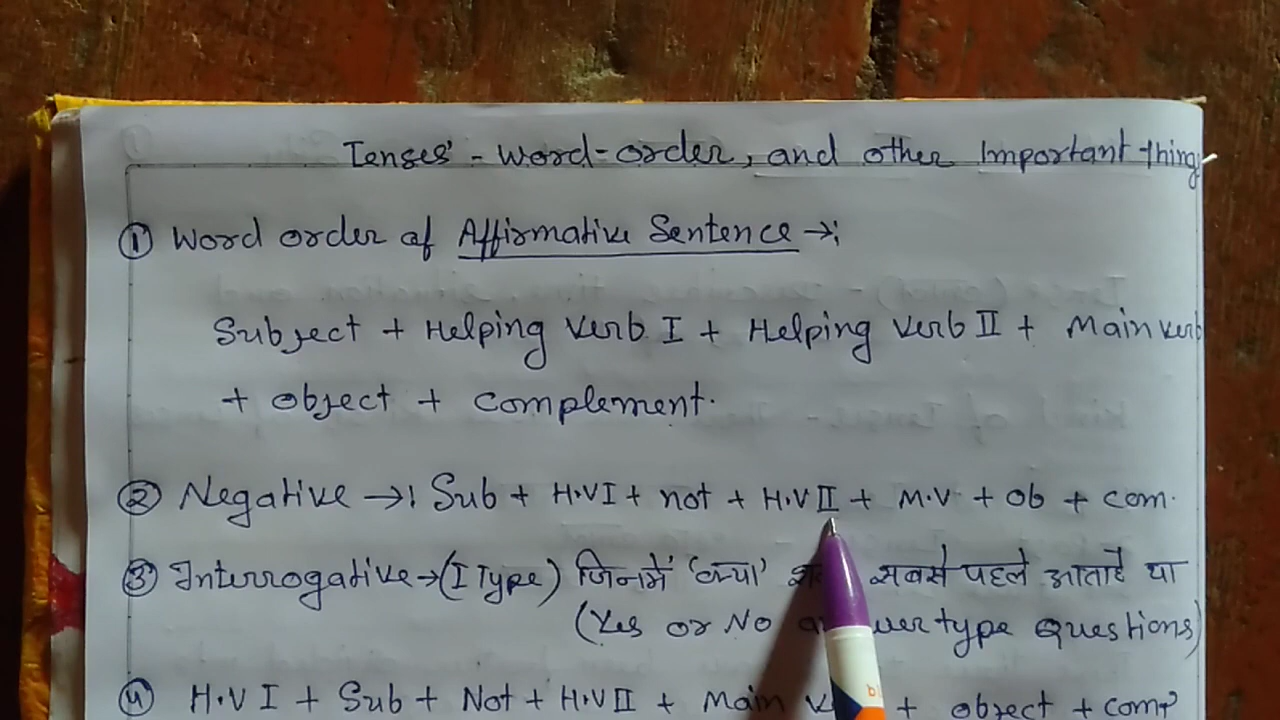 Tenses' - Word-order, and other Important thing
① Word order of Affirmative Sentence →:
Subject + Helping verb I + Helping verb II + Main verb
+ object + complement.
② Negative →: Sub + H.V I + not + H.V II + M.V + Ob + com.
③ Interrogative → (I Type) जिनमें 'क्या' सबसे पहले आता है या
(Yes or No type Questions)
④ H.V I + Sub + Not + H.V II + Main + object + comp?